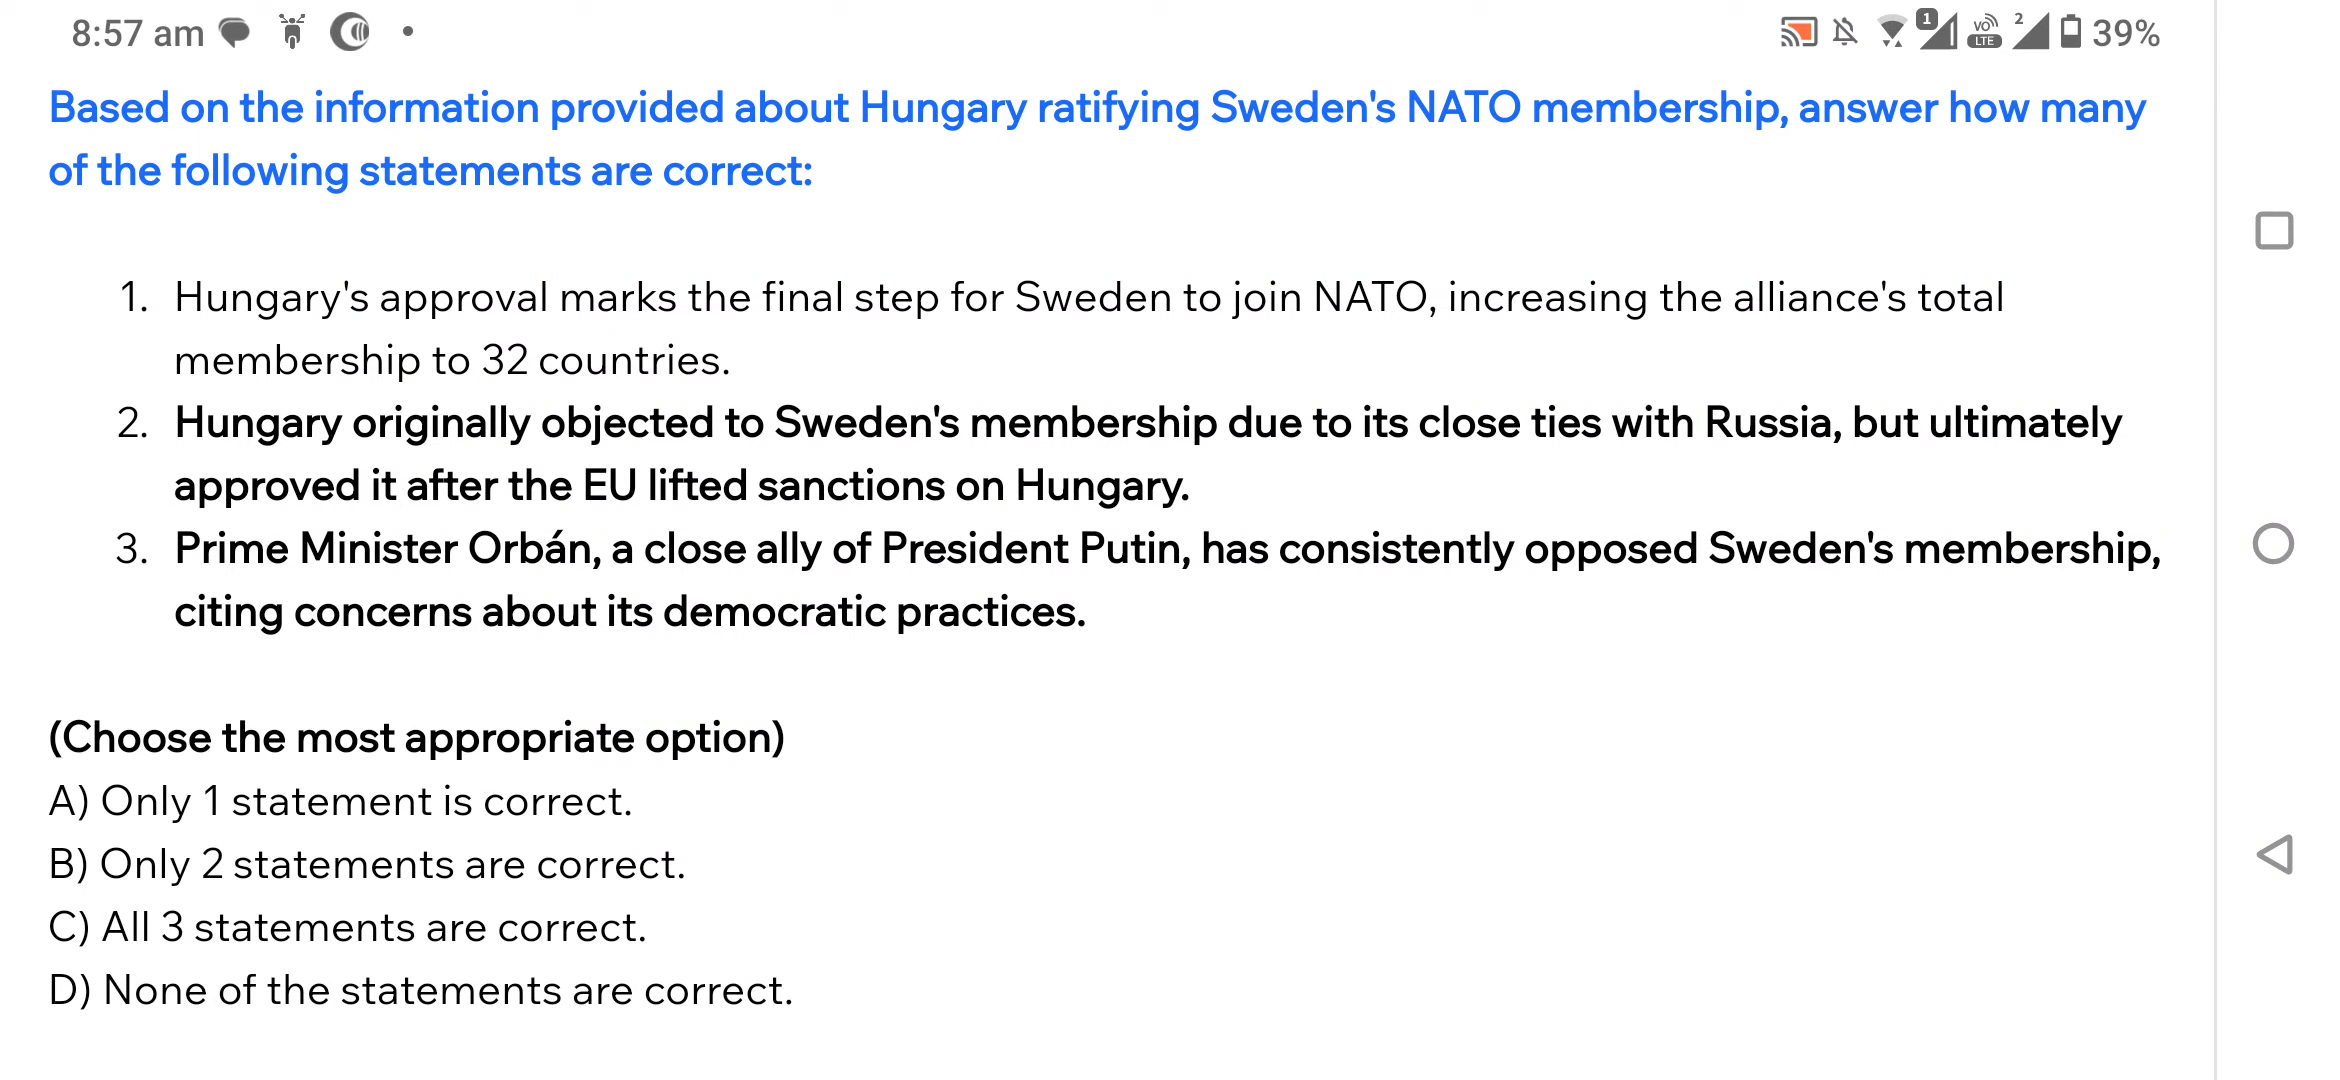 8:57 am
1 VO LTE 2 39%
Based on the information provided about Hungary ratifying Sweden's NATO membership, answer how many
of the following statements are correct:
1. Hungary's approval marks the final step for Sweden to join NATO, increasing the alliance's total
membership to 32 countries.
2. Hungary originally objected to Sweden's membership due to its close ties with Russia, but ultimately
approved it after the EU lifted sanctions on Hungary.
3. Prime Minister Orbán, a close ally of President Putin, has consistently opposed Sweden's membership,
citing concerns about its democratic practices.
(Choose the most appropriate option)
A) Only 1 statement is correct.
B) Only 2 statements are correct.
C) All 3 statements are correct.
D) None of the statements are correct.